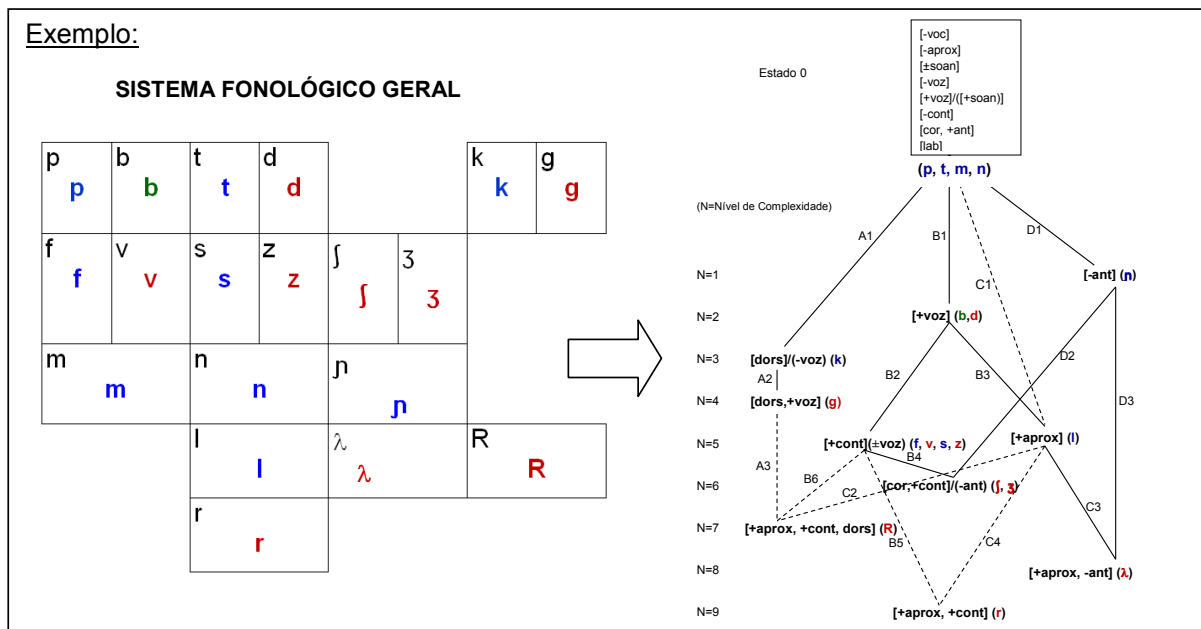 Exemplo:
SISTEMA FONOLÓGICO GERAL
p b t d k g
p b t d k g
f v s z ʃ ʒ
f v s z ʃ ʒ
m n ɲ
m n ɲ
l λ R
l λ R
r
r
Estado 0
[-voc]
[-aprox]
[±soan]
[-voz]
[+voz]/([+soan)]
[-cont]
[cor, +ant]
[lab]
(p, t, m, n)
(N=Nível de Complexidade)
A1 B1 D1
C1
N=1 [-ant] (ɲ)
N=2 [+voz] (b,d)
N=3 [dors]/(-voz) (k) D2
A2 B2 B3
N=4 [dors,+voz] (g) D3
N=5 [+cont](±voz) (f, v, s, z) [+aprox] (l)
A3 B6 B4
N=6 C2 [cor,+cont]/(-ant) (ʃ, ʒ) C3
N=7 [+aprox, +cont, dors] (R)
B5 C4
N=8 [+aprox, -ant] (λ)
N=9 [+aprox, +cont] (r)